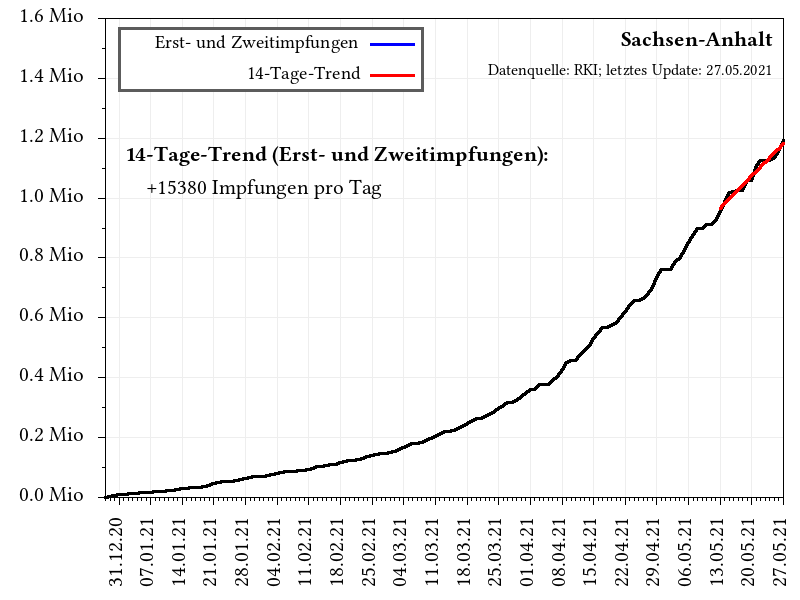 1.6 Mio
1.4 Mio
1.2 Mio
1.0 Mio
0.8 Mio
0.6 Mio
0.4 Mio
0.2 Mio
0.0 Mio
Erst- und Zweitimpfungen
14-Tage-Trend
Sachsen-Anhalt
Datenquelle: RKI; letztes Update: 27.05.2021
14-Tage-Trend (Erst- und Zweitimpfungen):
+15380 Impfungen pro Tag
31.12.20
07.01.21
14.01.21
21.01.21
28.01.21
04.02.21
11.02.21
18.02.21
25.02.21
04.03.21
11.03.21
18.03.21
25.03.21
01.04.21
08.04.21
15.04.21
22.04.21
29.04.21
06.05.21
13.05.21
20.05.21
27.05.21